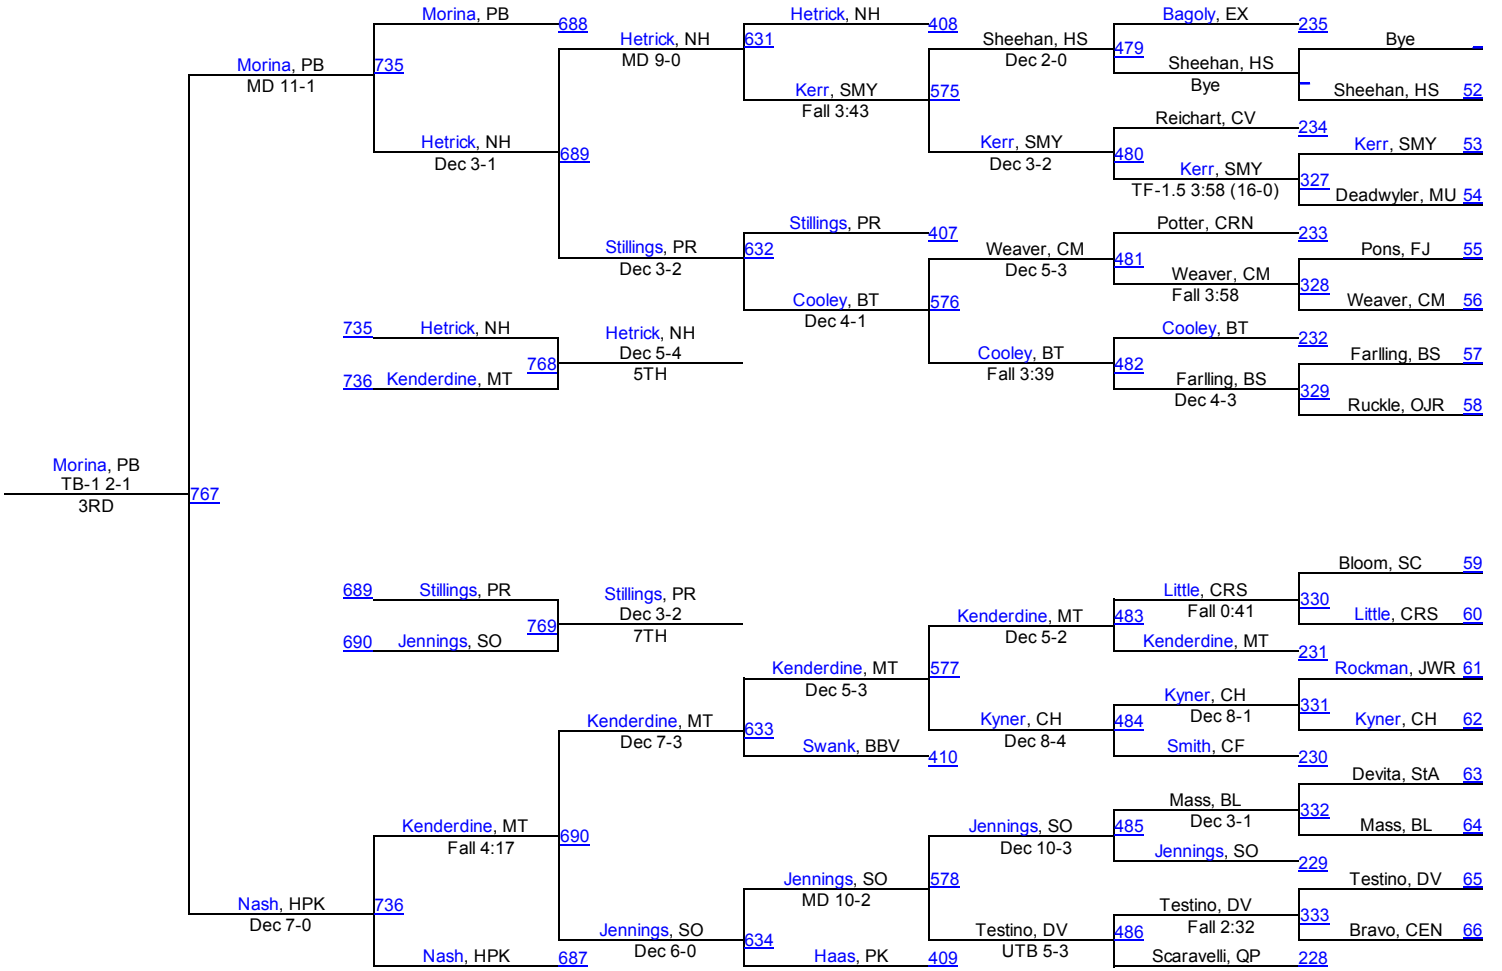 Morina, PB
688
Hetrick, NH
408
Bagoly, EX
235
Hetrick, NH
631
MD 9-0
Sheehan, HS
479
Dec 2-0
Bye
Morina, PB
735
MD 11-1
Sheehan, HS
Bye
Kerr, SMY
575
Fall 3:43
Sheehan, HS 52
Reichart, CV
234
Hetrick, NH
689
Dec 3-1
Kerr, SMY
480
Dec 3-2
Kerr, SMY 53
Kerr, SMY
327
TF-1.5 3:58 (16-0)
Deadwyler, MU 54
Stillings, PR
407
Potter, CRN
233
Stillings, PR
632
Dec 3-2
Weaver, CM
481
Dec 5-3
Pons, FJ 55
Weaver, CM
328
Fall 3:58
Cooley, BT
576
Dec 4-1
Weaver, CM 56
735 Hetrick, NH
Hetrick, NH
Dec 5-4
768
5TH
736 Kenderdine, MT
Cooley, BT
232
Cooley, BT
482
Fall 3:39
Farlling, BS 57
Farlling, BS
329
Dec 4-3
Ruckle, OJR 58
Morina, PB
TB-1 2-1
767
3RD
Bloom, SC 59
689 Stillings, PR
Stillings, PR
Dec 3-2
769
7TH
690 Jennings, SO
Little, CRS
330
Fall 0:41
Little, CRS 60
Kenderdine, MT
483
Dec 5-2
Kenderdine, MT
231
Kenderdine, MT
577
Dec 5-3
Rockman, JWR 61
Kyner, CH
331
Dec 8-1
Kenderdine, MT
633
Dec 7-3
Kyner, CH
484
Dec 8-4
Kyner, CH 62
Swank, BBV
410
Smith, CF
230
Devita, StA 63
Mass, BL
332
Dec 3-1
Kenderdine, MT
690
Fall 4:17
Jennings, SO
485
Dec 10-3
Mass, BL 64
Jennings, SO
229
Jennings, SO
578
MD 10-2
Testino, DV 65
Nash, HPK
736
Dec 7-0
Testino, DV
333
Fall 2:32
Jennings, SO
634
Dec 6-0
Testino, DV
486
UTB 5-3
Bravo, CEN 66
Nash, HPK
687
Haas, PK
409
Scaravelli, QP
228